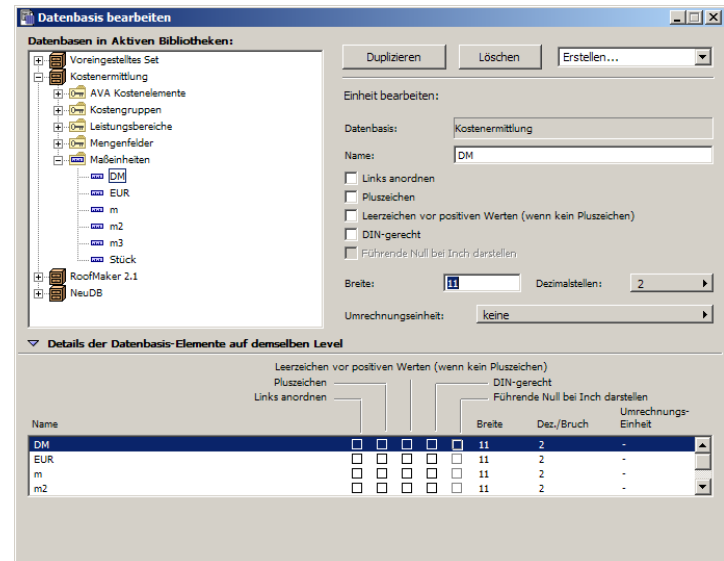 Datenbasis bearbeiten
Datenbasen in Aktiven Bibliotheken:
Voreingestelltes Set
Kostenermittlung
AVA Kostenelemente
Kostengruppen
Leistungsbereiche
Mengenfelder
Maßeinheiten
DM
EUR
m
m2
m3
Stück
RoofMaker 2.1
NeuDB
Duplizieren Löschen Erstellen...
Einheit bearbeiten:
Datenbasis: Kostenermittlung
Name: DM
Links anordnen
Pluszeichen
Leerzeichen vor positiven Werten (wenn kein Pluszeichen)
DIN-gerecht
Führende Null bei Inch darstellen
Breite: 11 Dezimalstellen: 2
Umrechnungseinheit: keine
Details der Datenbasis-Elemente auf demselben Level
Leerzeichen vor positiven Werten (wenn kein Pluszeichen)
Pluszeichen DIN-gerecht
Links anordnen Führende Null bei Inch darstellen
Name Breite Dez./Bruch Umrechnungs-
Einheit
DM 11 2 -
EUR 11 2 -
m 11 2 -
m2 11 2 -